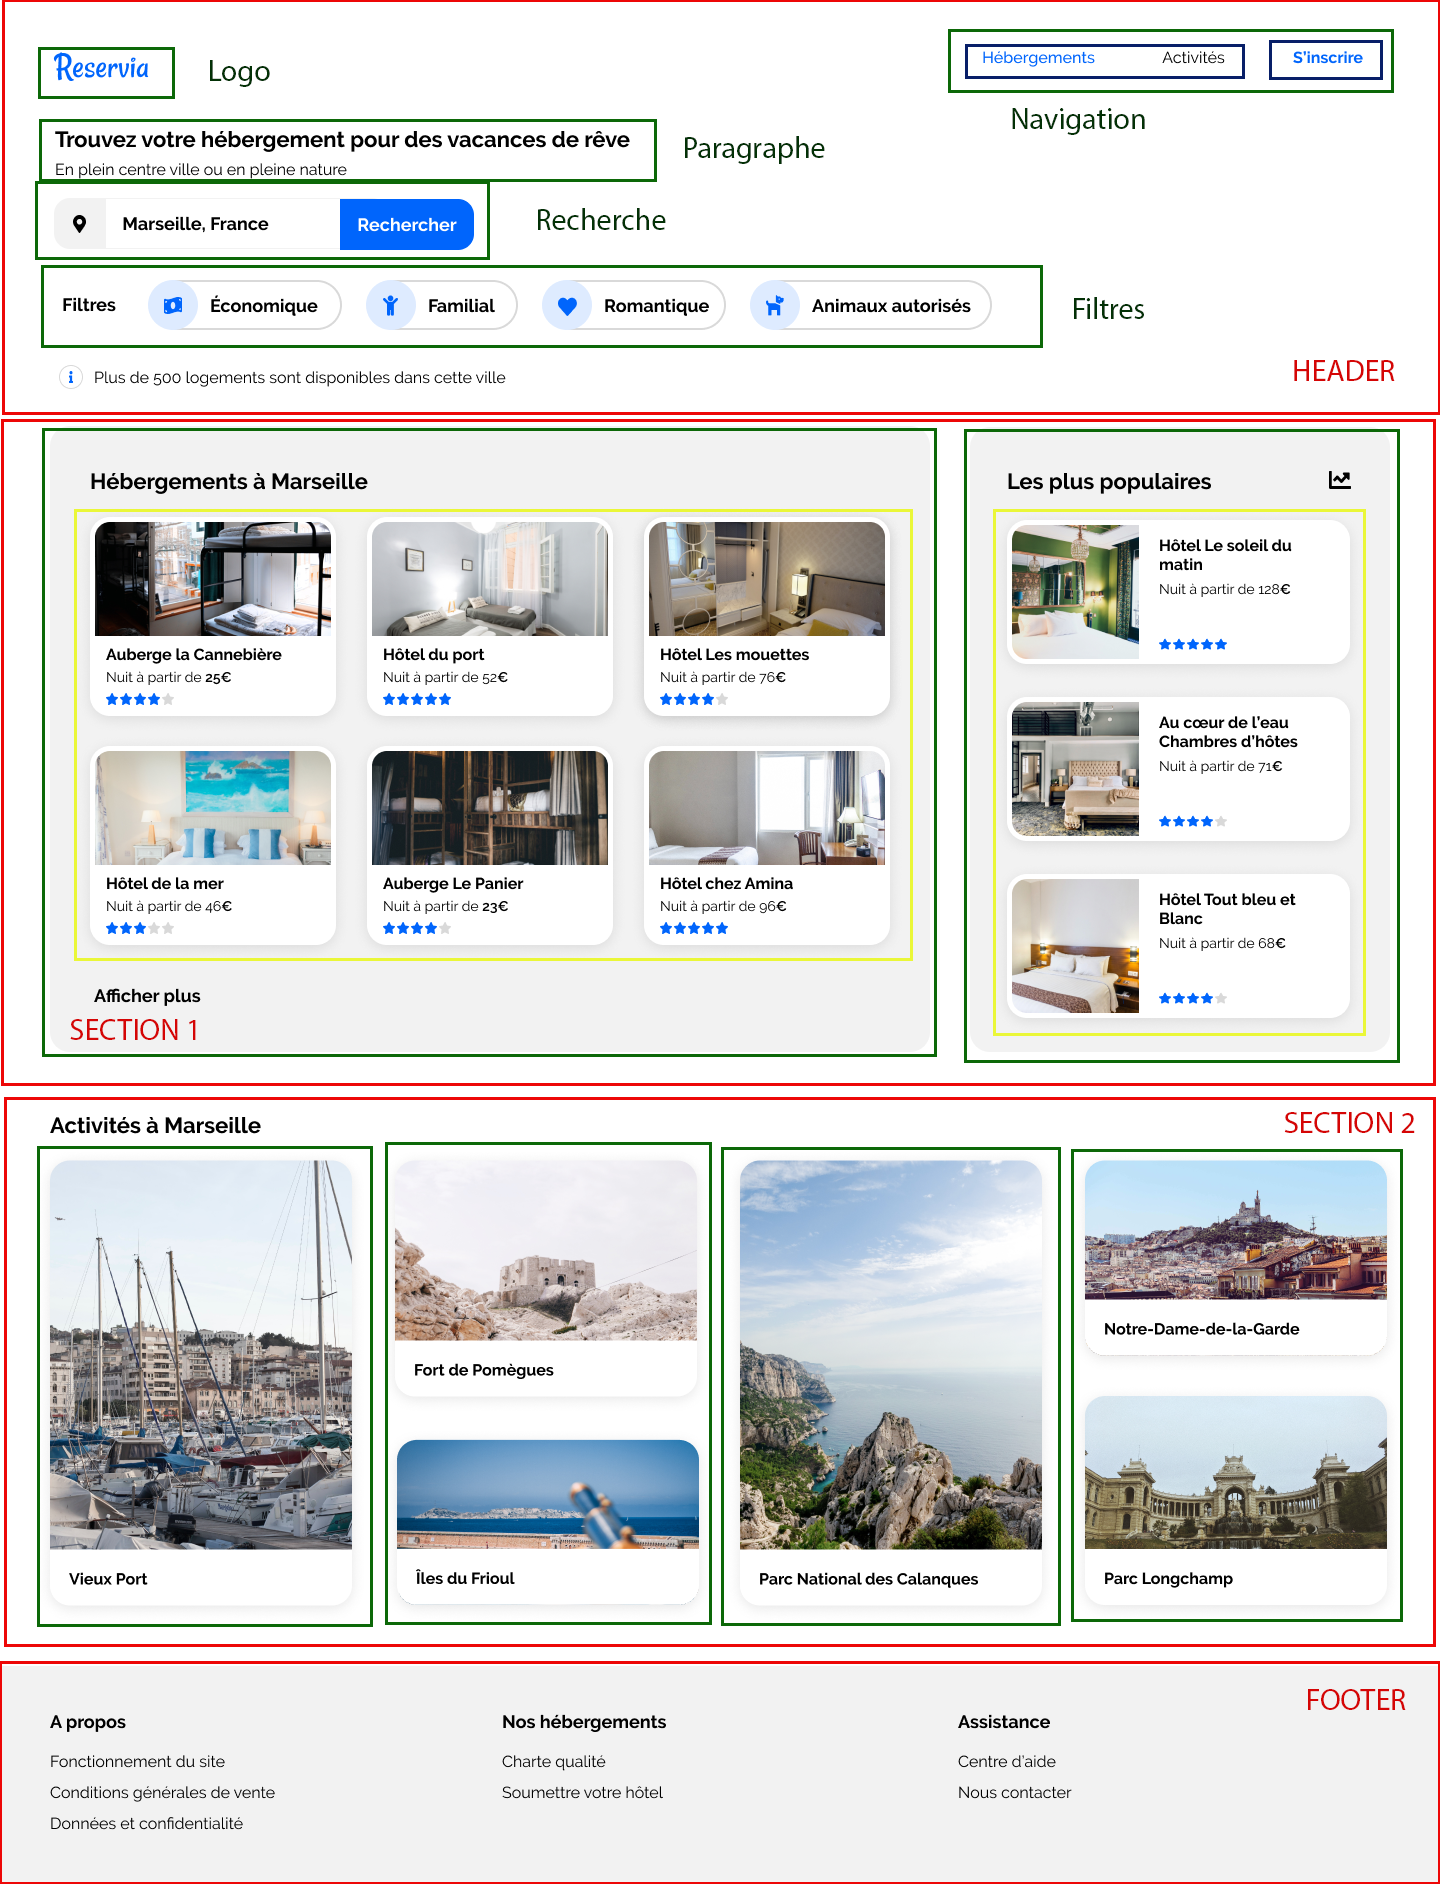 Reservia
Logo
Hébergements
Activités
S'inscrire
Navigation
Trouvez votre hébergement pour des vacances de rêve
En plein centre ville ou en pleine nature
Paragraphe
Marseille, France
Rechercher
Recherche
Filtres
Économique
Familial
Romantique
Animaux autorisés
Filtres
Plus de 500 logements sont disponibles dans cette ville
HEADER
Hébergements à Marseille
Auberge la Cannebière
Nuit à partir de 25€
Hôtel du port
Nuit à partir de 52€
Hôtel Les mouettes
Nuit à partir de 76€
Hôtel de la mer
Nuit à partir de 46€
Auberge Le Panier
Nuit à partir de 23€
Hôtel chez Amina
Nuit à partir de 96€
Afficher plus
SECTION 1
Les plus populaires
Hôtel Le soleil du
matin
Nuit à partir de 128€
Au cœur de l'eau
Chambres d'hôtes
Nuit à partir de 71€
Hôtel Tout bleu et
Blanc
Nuit à partir de 68€
Activités à Marseille
SECTION 2
Vieux Port
Fort de Pomègues
Îles du Frioul
Parc National des Calanques
Notre-Dame-de-la-Garde
Parc Longchamp
FOOTER
A propos
Fonctionnement du site
Conditions générales de vente
Données et confidentialité
Nos hébergements
Charte qualité
Soumettre votre hôtel
Assistance
Centre d'aide
Nous contacter